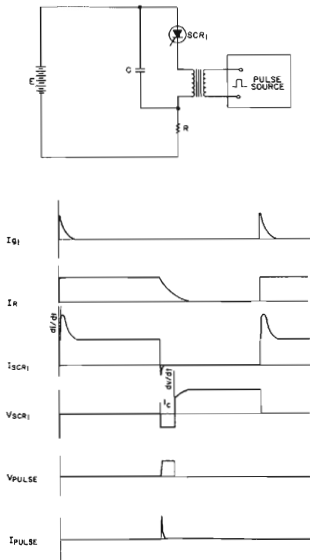 SCR1
E
C
PULSE
SOURCE
R
Ig1
IR
di/dt
ISCR1
dv/dt
tc
VSCR1
VPULSE
IPULSE